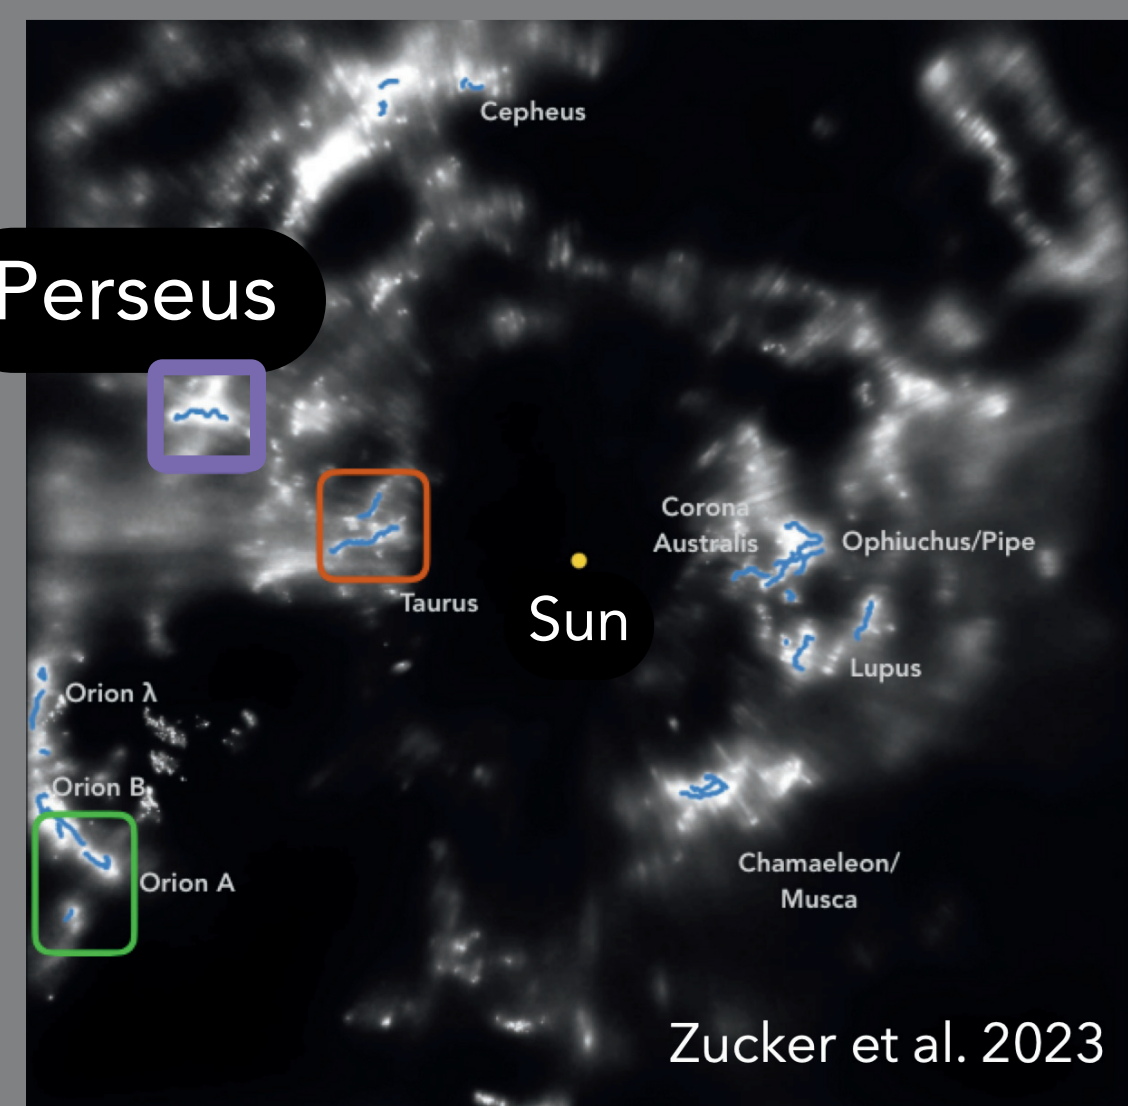 Cepheus
Perseus
Corona
Australis
Ophiuchus/Pipe
Taurus
Sun
Lupus
Orion λ
Orion B
Chamaeleon/
Musca
Orion A
Zucker et al. 2023